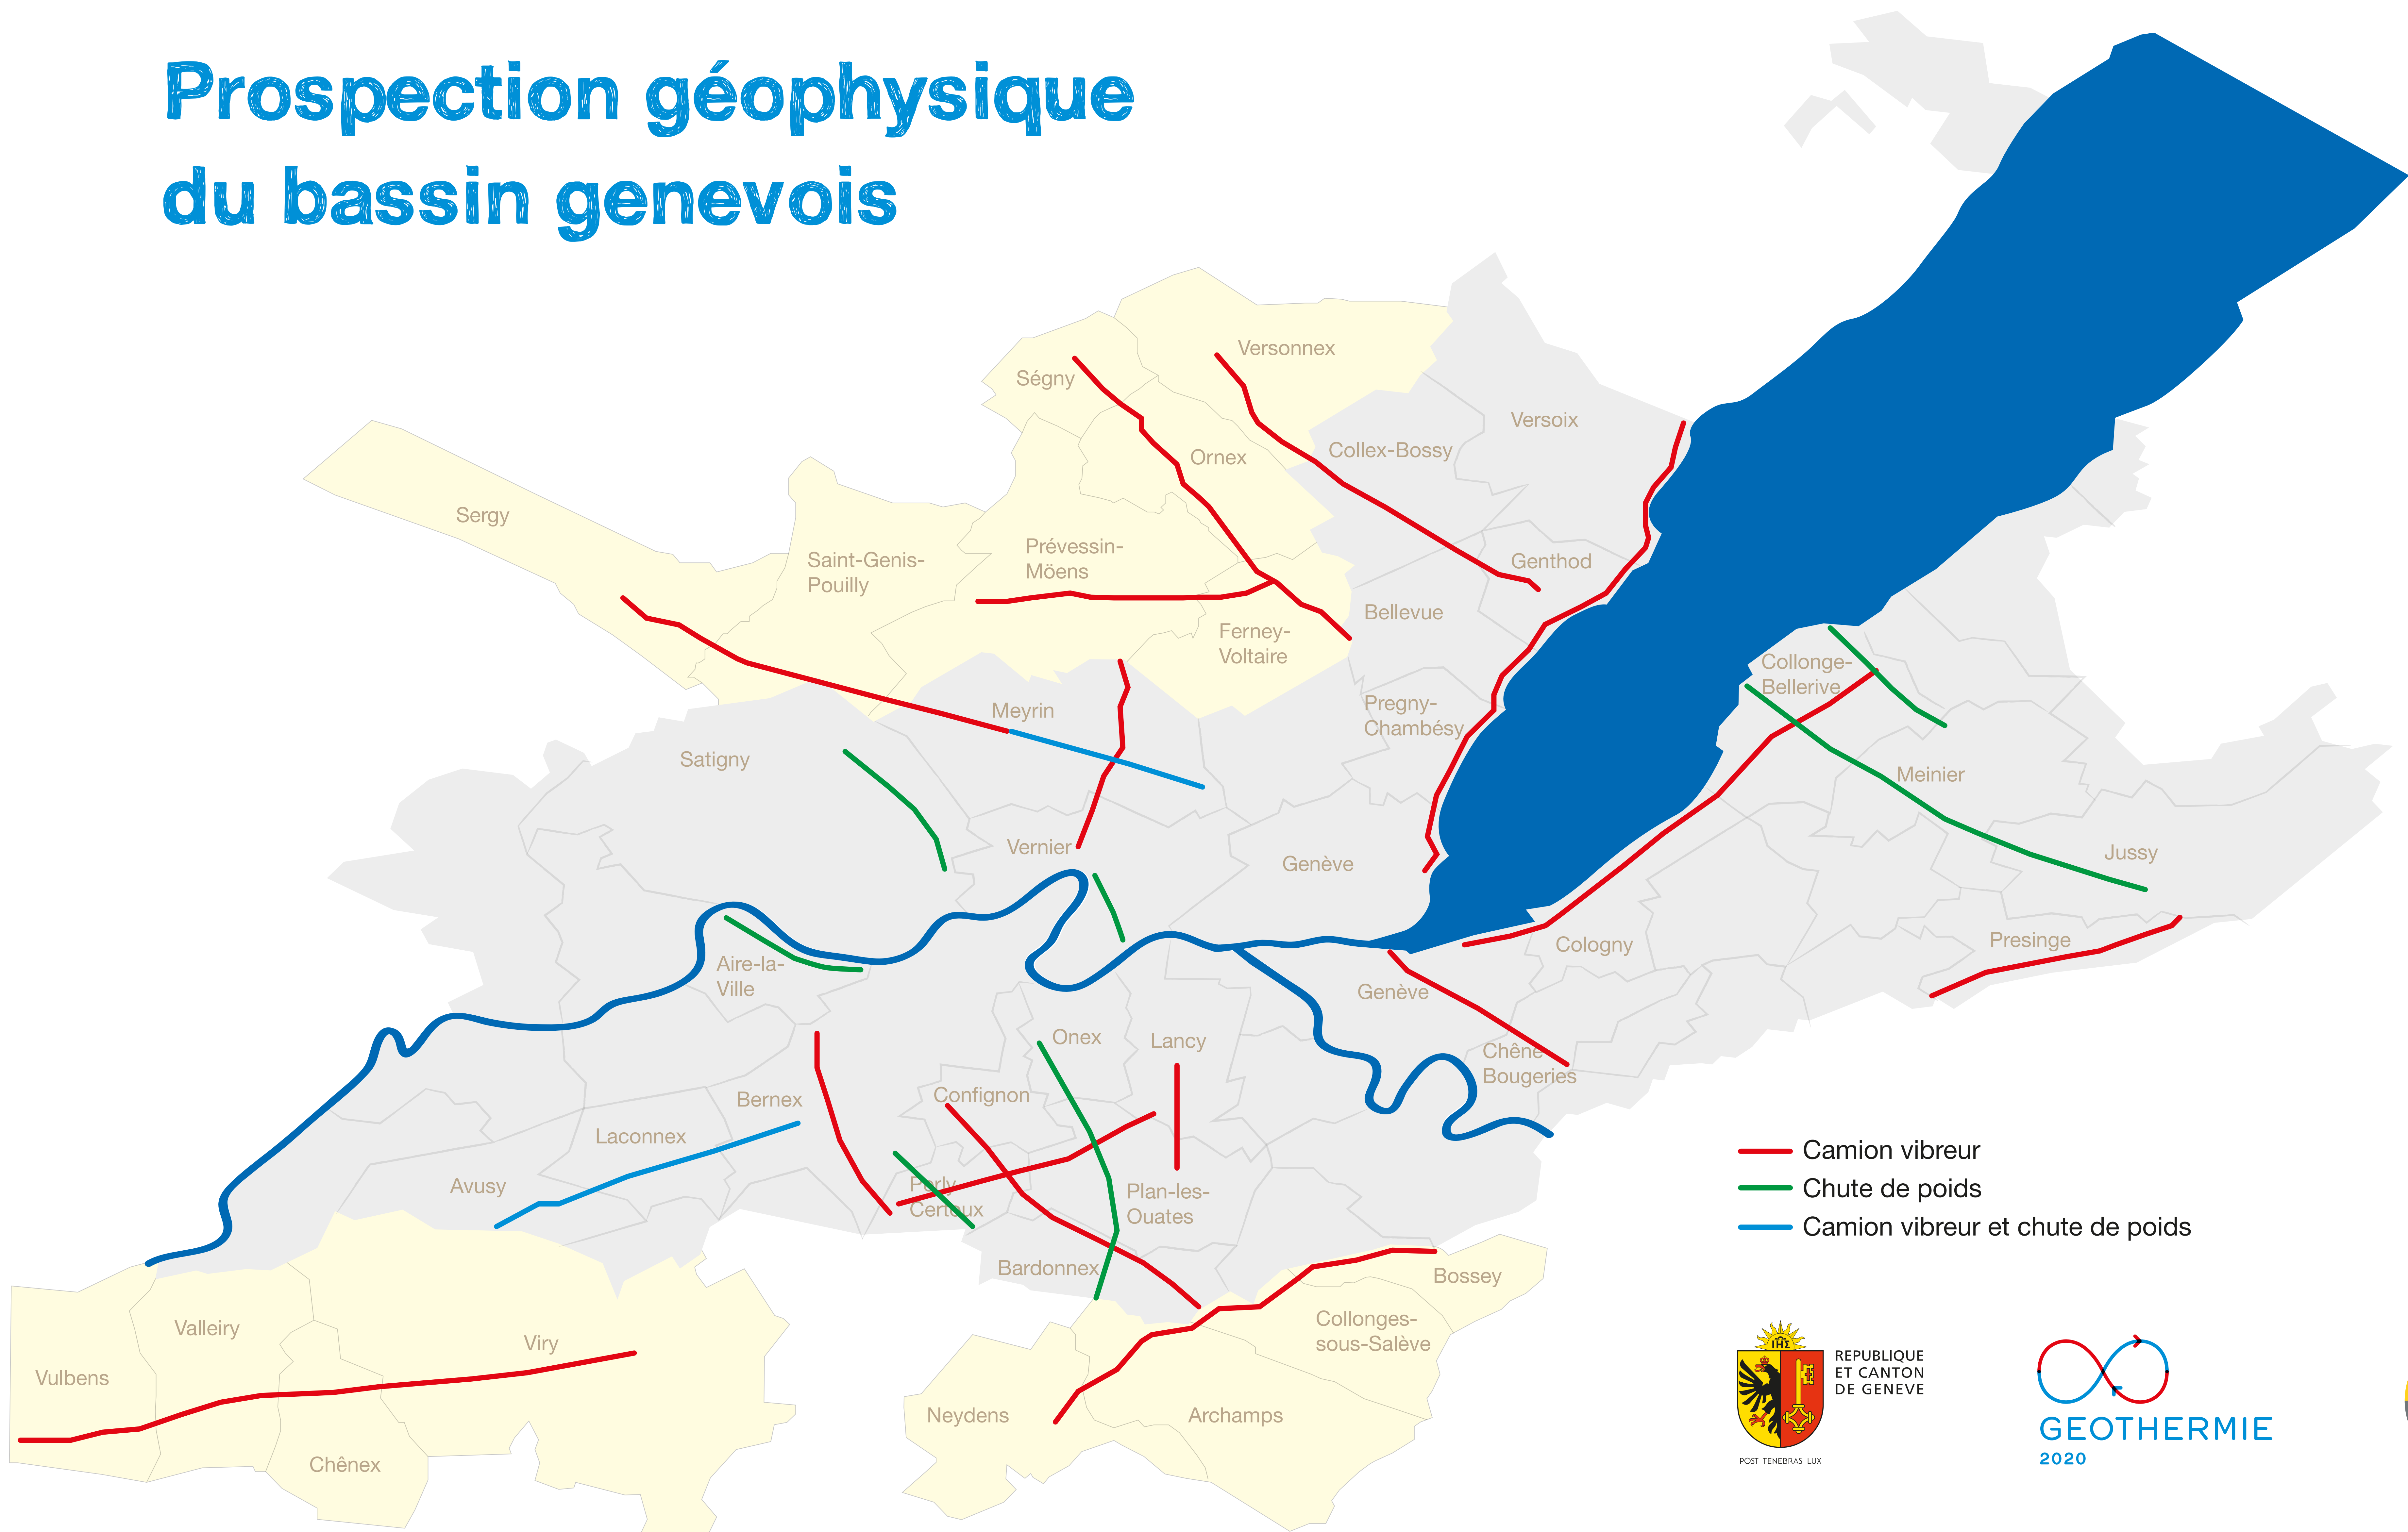 Prospection géophysique
du bassin genevois
Versonnex
Ségny
Versoix
Collex-Bossy
Ornex
Sergy
Prévessin-
Möens
Saint-Genis-
Pouilly
Genthod
Bellevue
Ferney-
Voltaire
Collonge-
Bellerive
Pregny-
Chambésy
Meyrin
Satigny
Meinier
Vernier
Jussy
Genève
Presinge
Cologny
Aire-la-
Ville
Genève
Onex
Lancy
Chêne
Bougeries
Confignon
Bernex
Laconnex
Avusy
Perly
Certoux
Plan-les-
Ouates
Bardonnex
Bossey
Collonges-
sous-Salève
Valleiry
Viry
Vulbens
Neydens
Archamps
Chênex
Camion vibreur
Chute de poids
Camion vibreur et chute de poids
IHS
REPUBLIQUE
ET CANTON
DE GENEVE
POST TENEBRAS LUX
GEOTHERMIE
2020